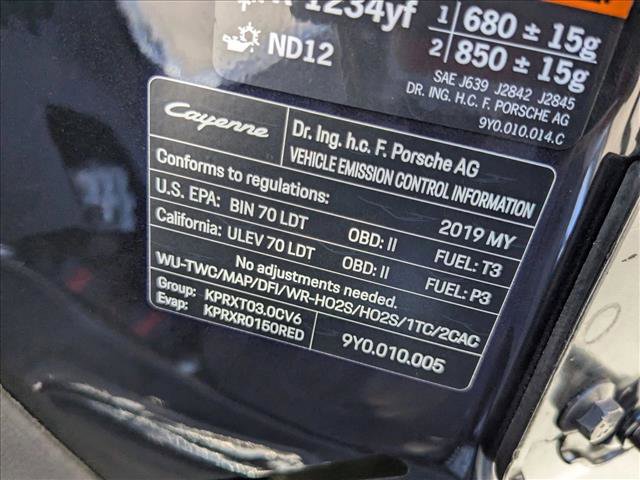 1234yf
1 680 ± 15g
2 850 ± 15g
ND12
SAE J639 J2842 J2845
DR. ING. H.C. F. PORSCHE AG
9Y0.010.014.C
Cayenne
Dr. Ing. h.c. F. Porsche AG
VEHICLE EMISSION CONTROL INFORMATION
Conforms to regulations: 2019 MY
U.S. EPA: BIN 70 LDT OBD: II FUEL: T3
California: ULEV 70 LDT OBD: II FUEL: P3
No adjustments needed.
WU-TWC/MAP/DFI/WR-HO2S/HO2S/1TC/2CAC
Group: KPRXT03.0CV6
Evap: KPRXR0150RED
9Y0.010.005